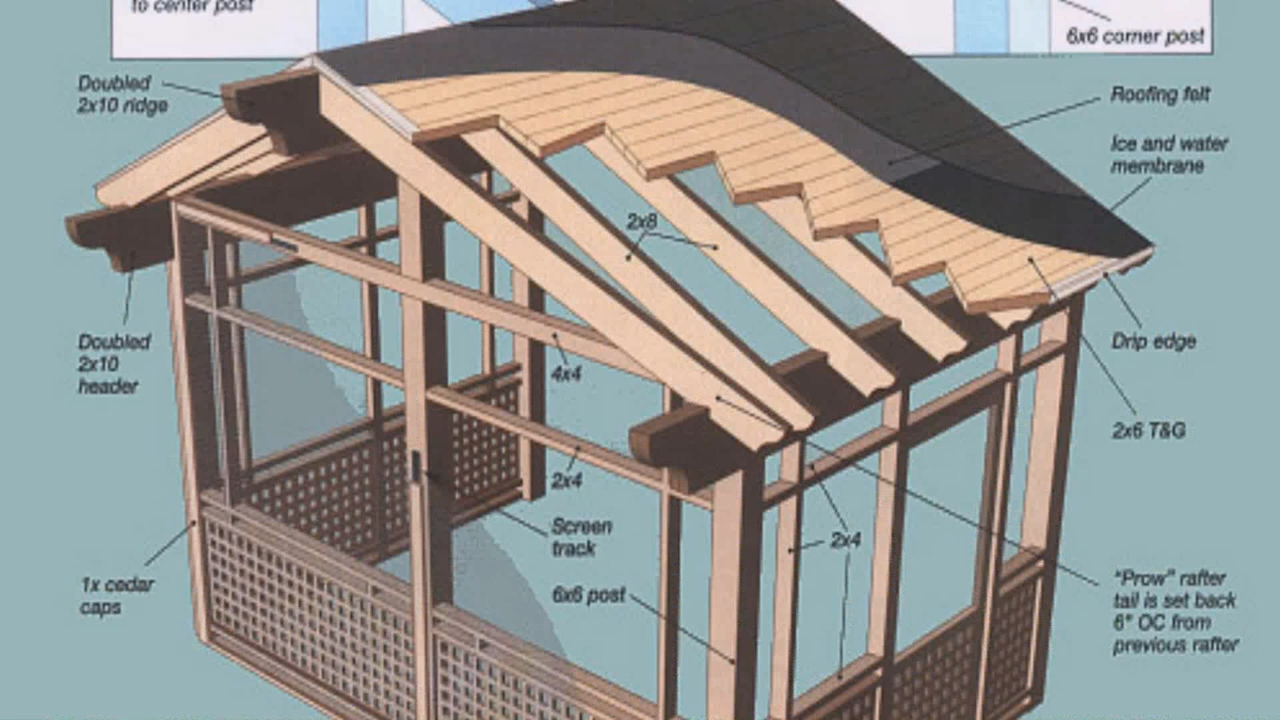 to center post
6x6 corner post
Doubled
2x10 ridge
Roofing felt
Ice and water
membrane
2x8
Doubled
2x10
header
Drip edge
4x4
2x6 T&G
2x4
Screen
track
2x4
1x cedar
caps
6x6 post
"Prow" rafter
tail is set back
6" OC from
previous rafter